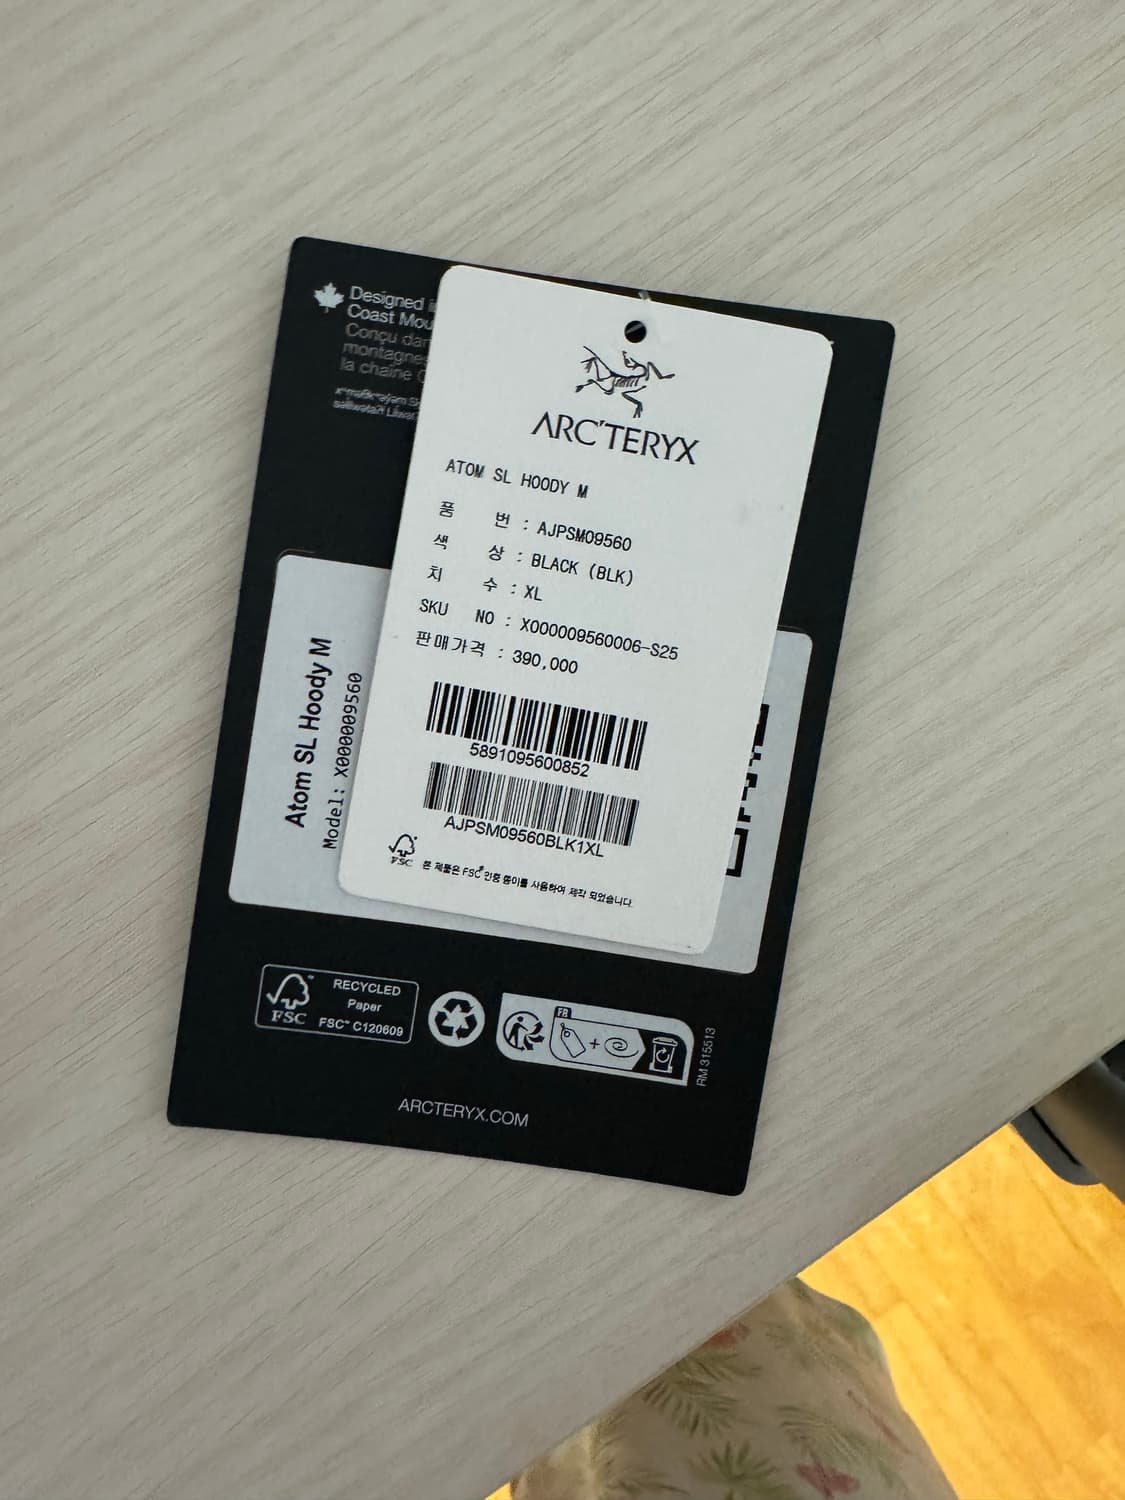 Designed
Coast Mou
Conçu dan
montagnes
la chaîne
ARC'TERYX
ATOM SL HOODY M
품 번 : AJPSM09560
색 상 : BLACK (BLK)
치 수 : XL
SKU NO : X000009560006-S25
판매가격 : 390,000
5891095600852
AJPSM09560BLK1XL
FSC 본 제품은 FSC® 인증 종이를 사용하여 제작 되었습니다.
Atom SL Hoody M
Model: X000009560
FSC™
RECYCLED
Paper
FSC™ C120609
FR
+
RM 315513
ARCTERYX.COM